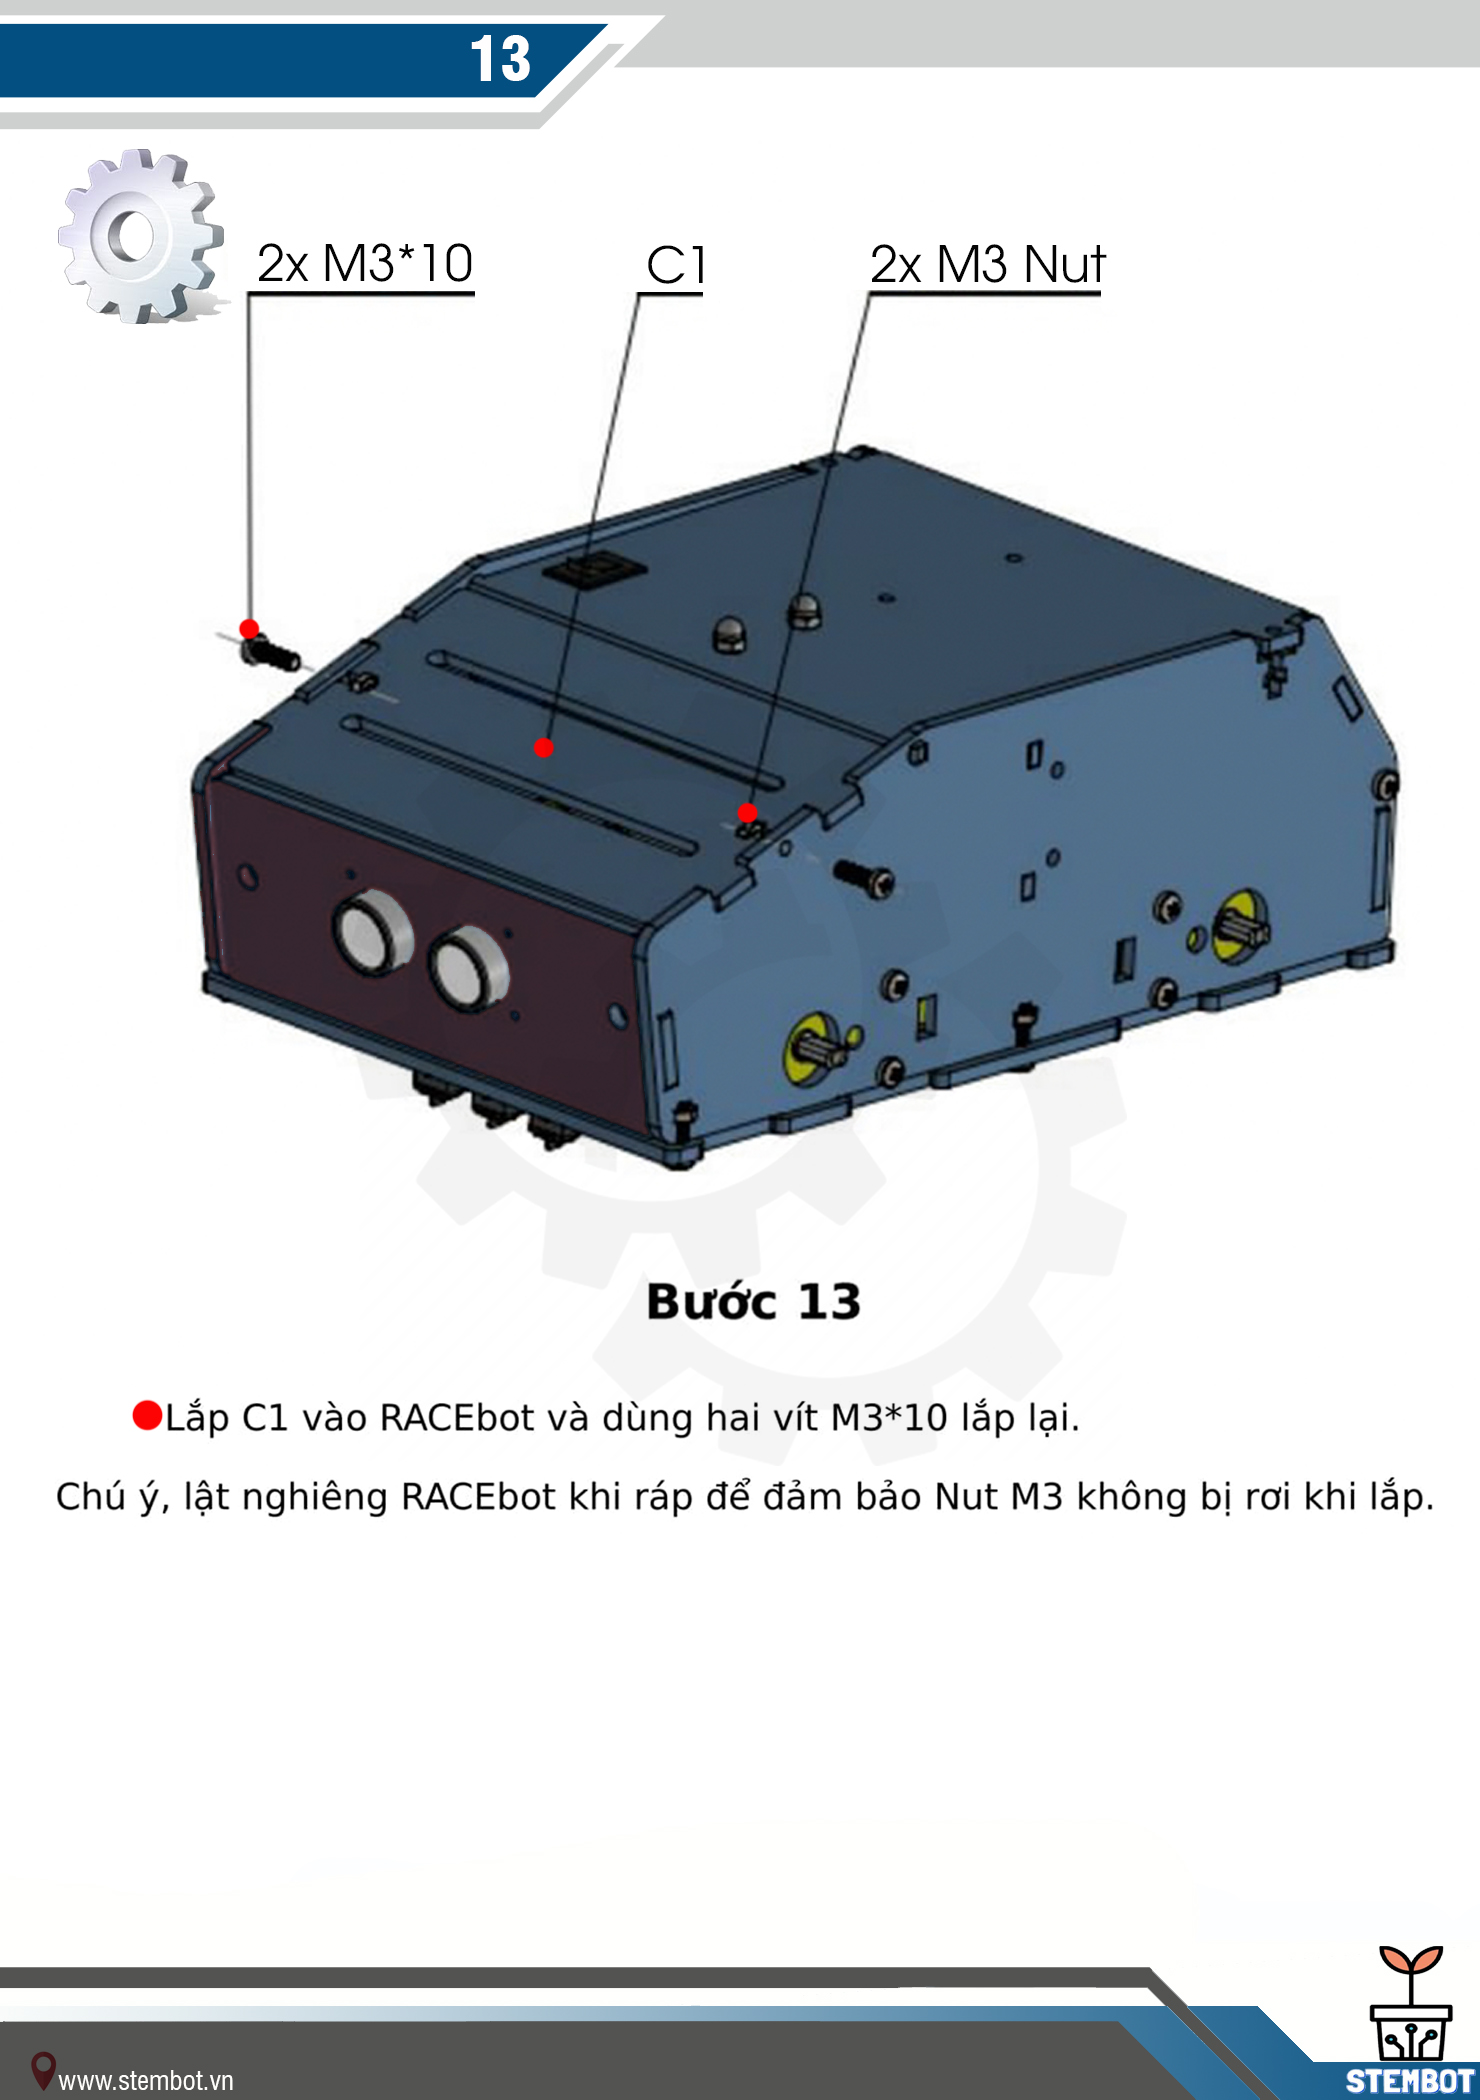 13
2x M3*10
C1
2x M3 Nut
Bước 13
Lắp C1 vào RACEbot và dùng hai vít M3*10 lắp lại.
Chú ý, lật nghiêng RACEbot khi ráp để đảm bảo Nut M3 không bị rơi khi lắp.
www.stembot.vn
STEMBOT